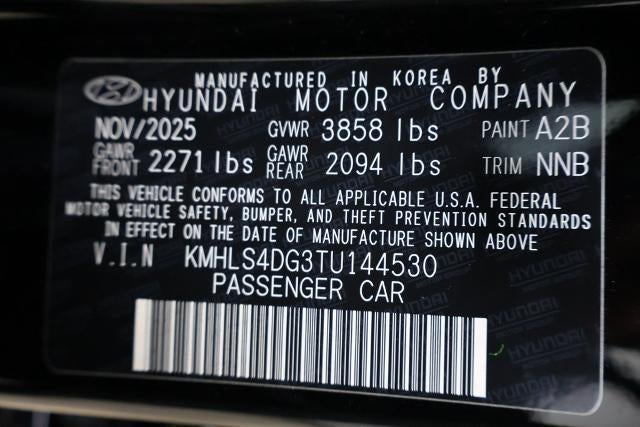 MANUFACTURED IN KOREA BY
HYUNDAI MOTOR COMPANY
NOV/2025 GVWR 3858 lbs PAINT A2B
GAWR FRONT 2271 lbs GAWR REAR 2094 lbs TRIM NNB
THIS VEHICLE CONFORMS TO ALL APPLICABLE U.S.A. FEDERAL
MOTOR VEHICLE SAFETY, BUMPER, AND THEFT PREVENTION STANDARDS
IN EFFECT ON THE DATE OF MANUFACTURE SHOWN ABOVE
V.I.N KMHLS4DG3TU144530
PASSENGER CAR